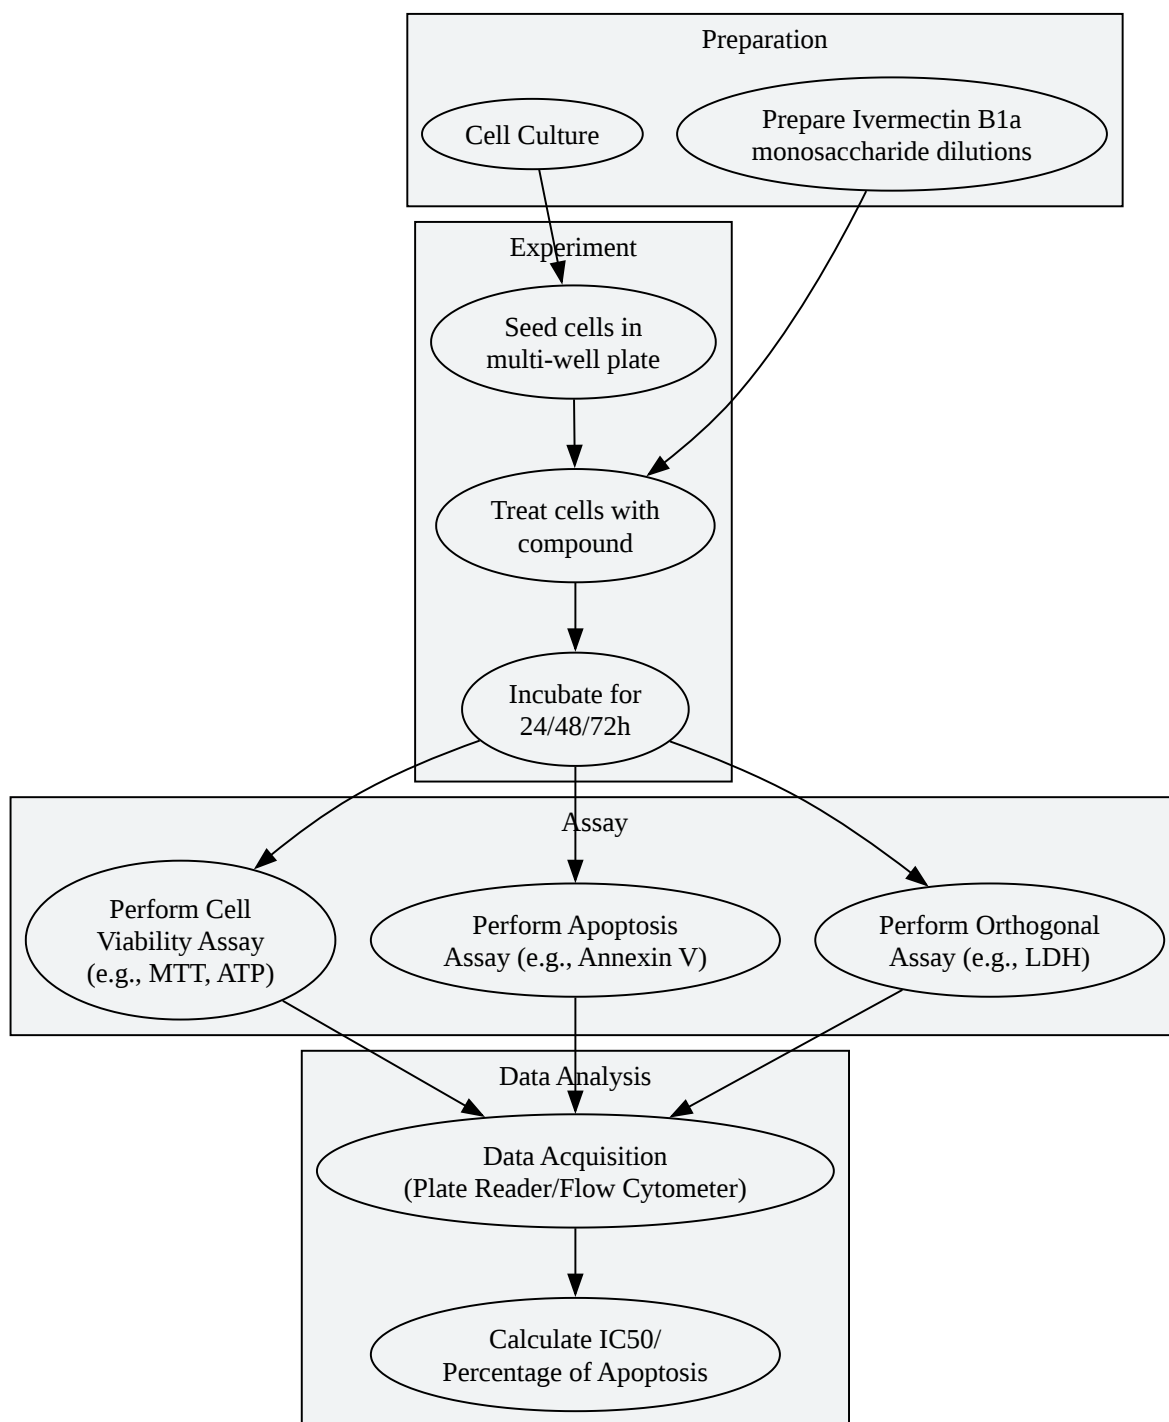 Preparation
Cell Culture
Prepare Ivermectin B1a
monosaccharide dilutions
Experiment
Seed cells in
multi-well plate
Treat cells with
compound
Incubate for
24/48/72h
Assay
Perform Cell
Viability Assay
(e.g., MTT, ATP)
Perform Apoptosis
Assay (e.g., Annexin V)
Perform Orthogonal
Assay (e.g., LDH)
Data Analysis
Data Acquisition
(Plate Reader/Flow Cytometer)
Calculate IC50/
Percentage of Apoptosis